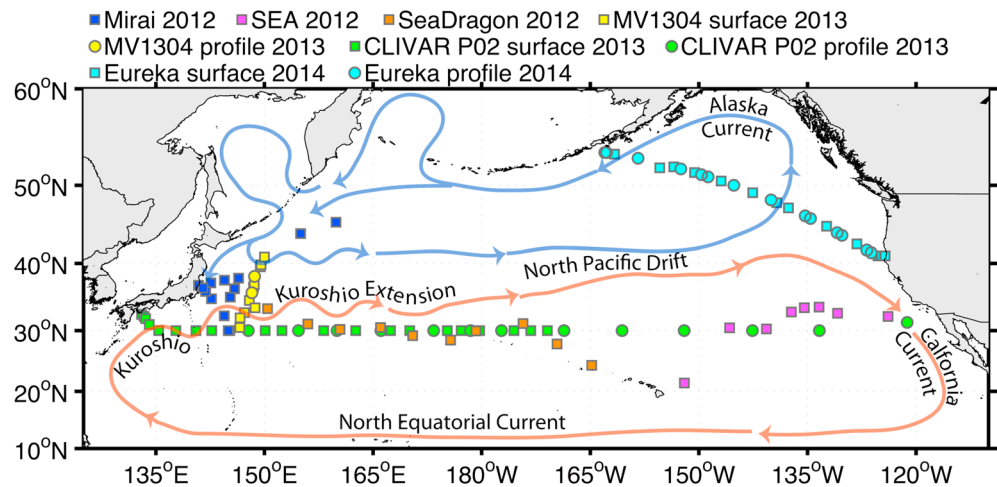 Mirai 2012 SEA 2012 SeaDragon 2012 MV1304 surface 2013
MV1304 profile 2013 CLIVAR P02 surface 2013 CLIVAR P02 profile 2013
Eureka surface 2014 Eureka profile 2014
60°N
Alaska
Current
50°N
40°N
North Pacific Drift
Kuroshio Extension
30°N
Kuroshio
Calfornia
Current
20°N
North Equatorial Current
10°N
135°E 150°E 165°E 180°W 165°W 150°W 135°W 120°W